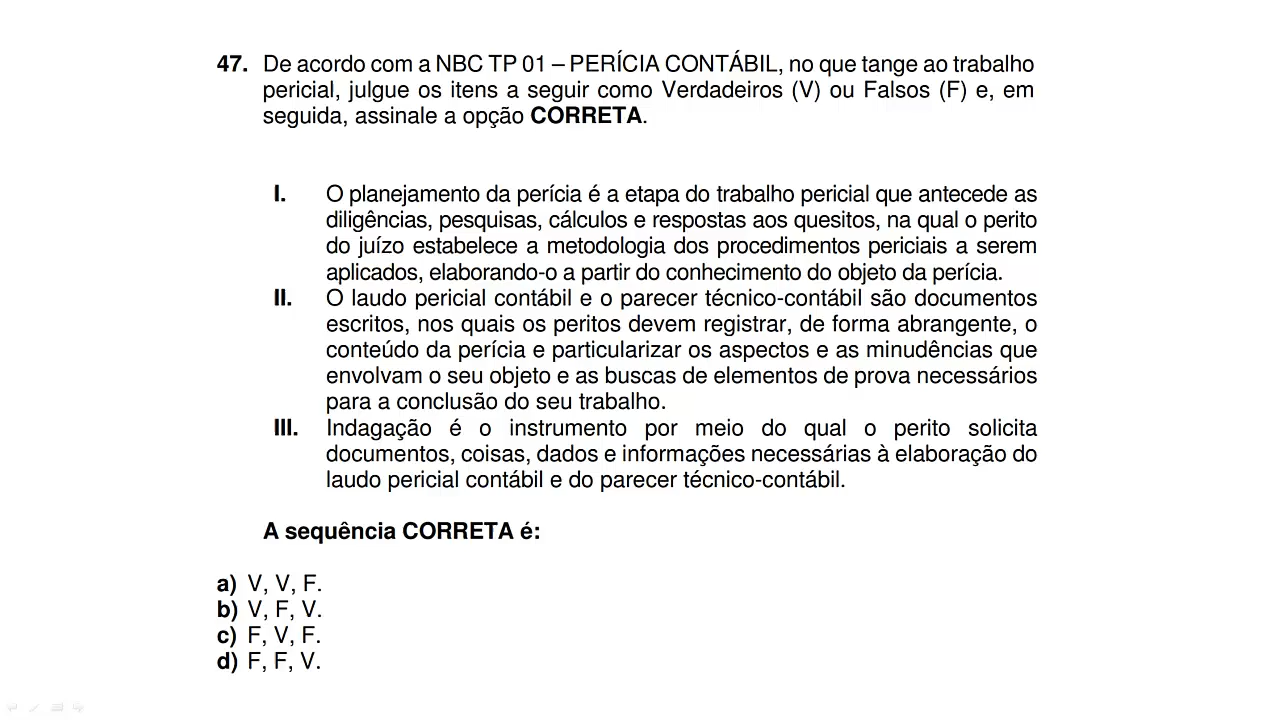 47. De acordo com a NBC TP 01 – PERÍCIA CONTÁBIL, no que tange ao trabalho
pericial, julgue os itens a seguir como Verdadeiros (V) ou Falsos (F) e, em
seguida, assinale a opção CORRETA.
I. O planejamento da perícia é a etapa do trabalho pericial que antecede as
diligências, pesquisas, cálculos e respostas aos quesitos, na qual o perito
do juízo estabelece a metodologia dos procedimentos periciais a serem
aplicados, elaborando-o a partir do conhecimento do objeto da perícia.
II. O laudo pericial contábil e o parecer técnico-contábil são documentos
escritos, nos quais os peritos devem registrar, de forma abrangente, o
conteúdo da perícia e particularizar os aspectos e as minudências que
envolvam o seu objeto e as buscas de elementos de prova necessários
para a conclusão do seu trabalho.
III. Indagação é o instrumento por meio do qual o perito solicita
documentos, coisas, dados e informações necessárias à elaboração do
laudo pericial contábil e do parecer técnico-contábil.
A sequência CORRETA é:
a) V, V, F.
b) V, F, V.
c) F, V, F.
d) F, F, V.